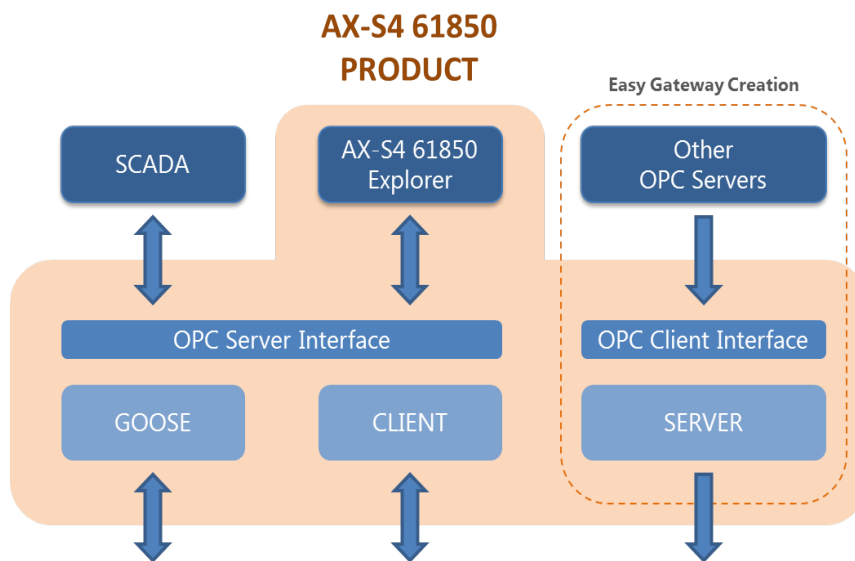 AX-S4 61850
PRODUCT
Easy Gateway Creation
SCADA
AX-S4 61850
Explorer
Other
OPC Servers
OPC Server Interface
OPC Client Interface
GOOSE
CLIENT
SERVER